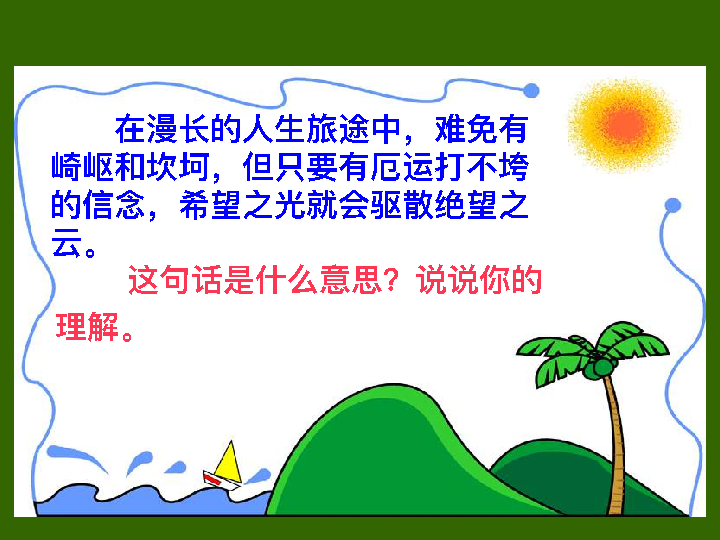 在漫长的人生旅途中，难免有
崎岖和坎坷，但只要有厄运打不垮
的信念，希望之光就会驱散绝望之
云。
这句话是什么意思？说说你的
理解。